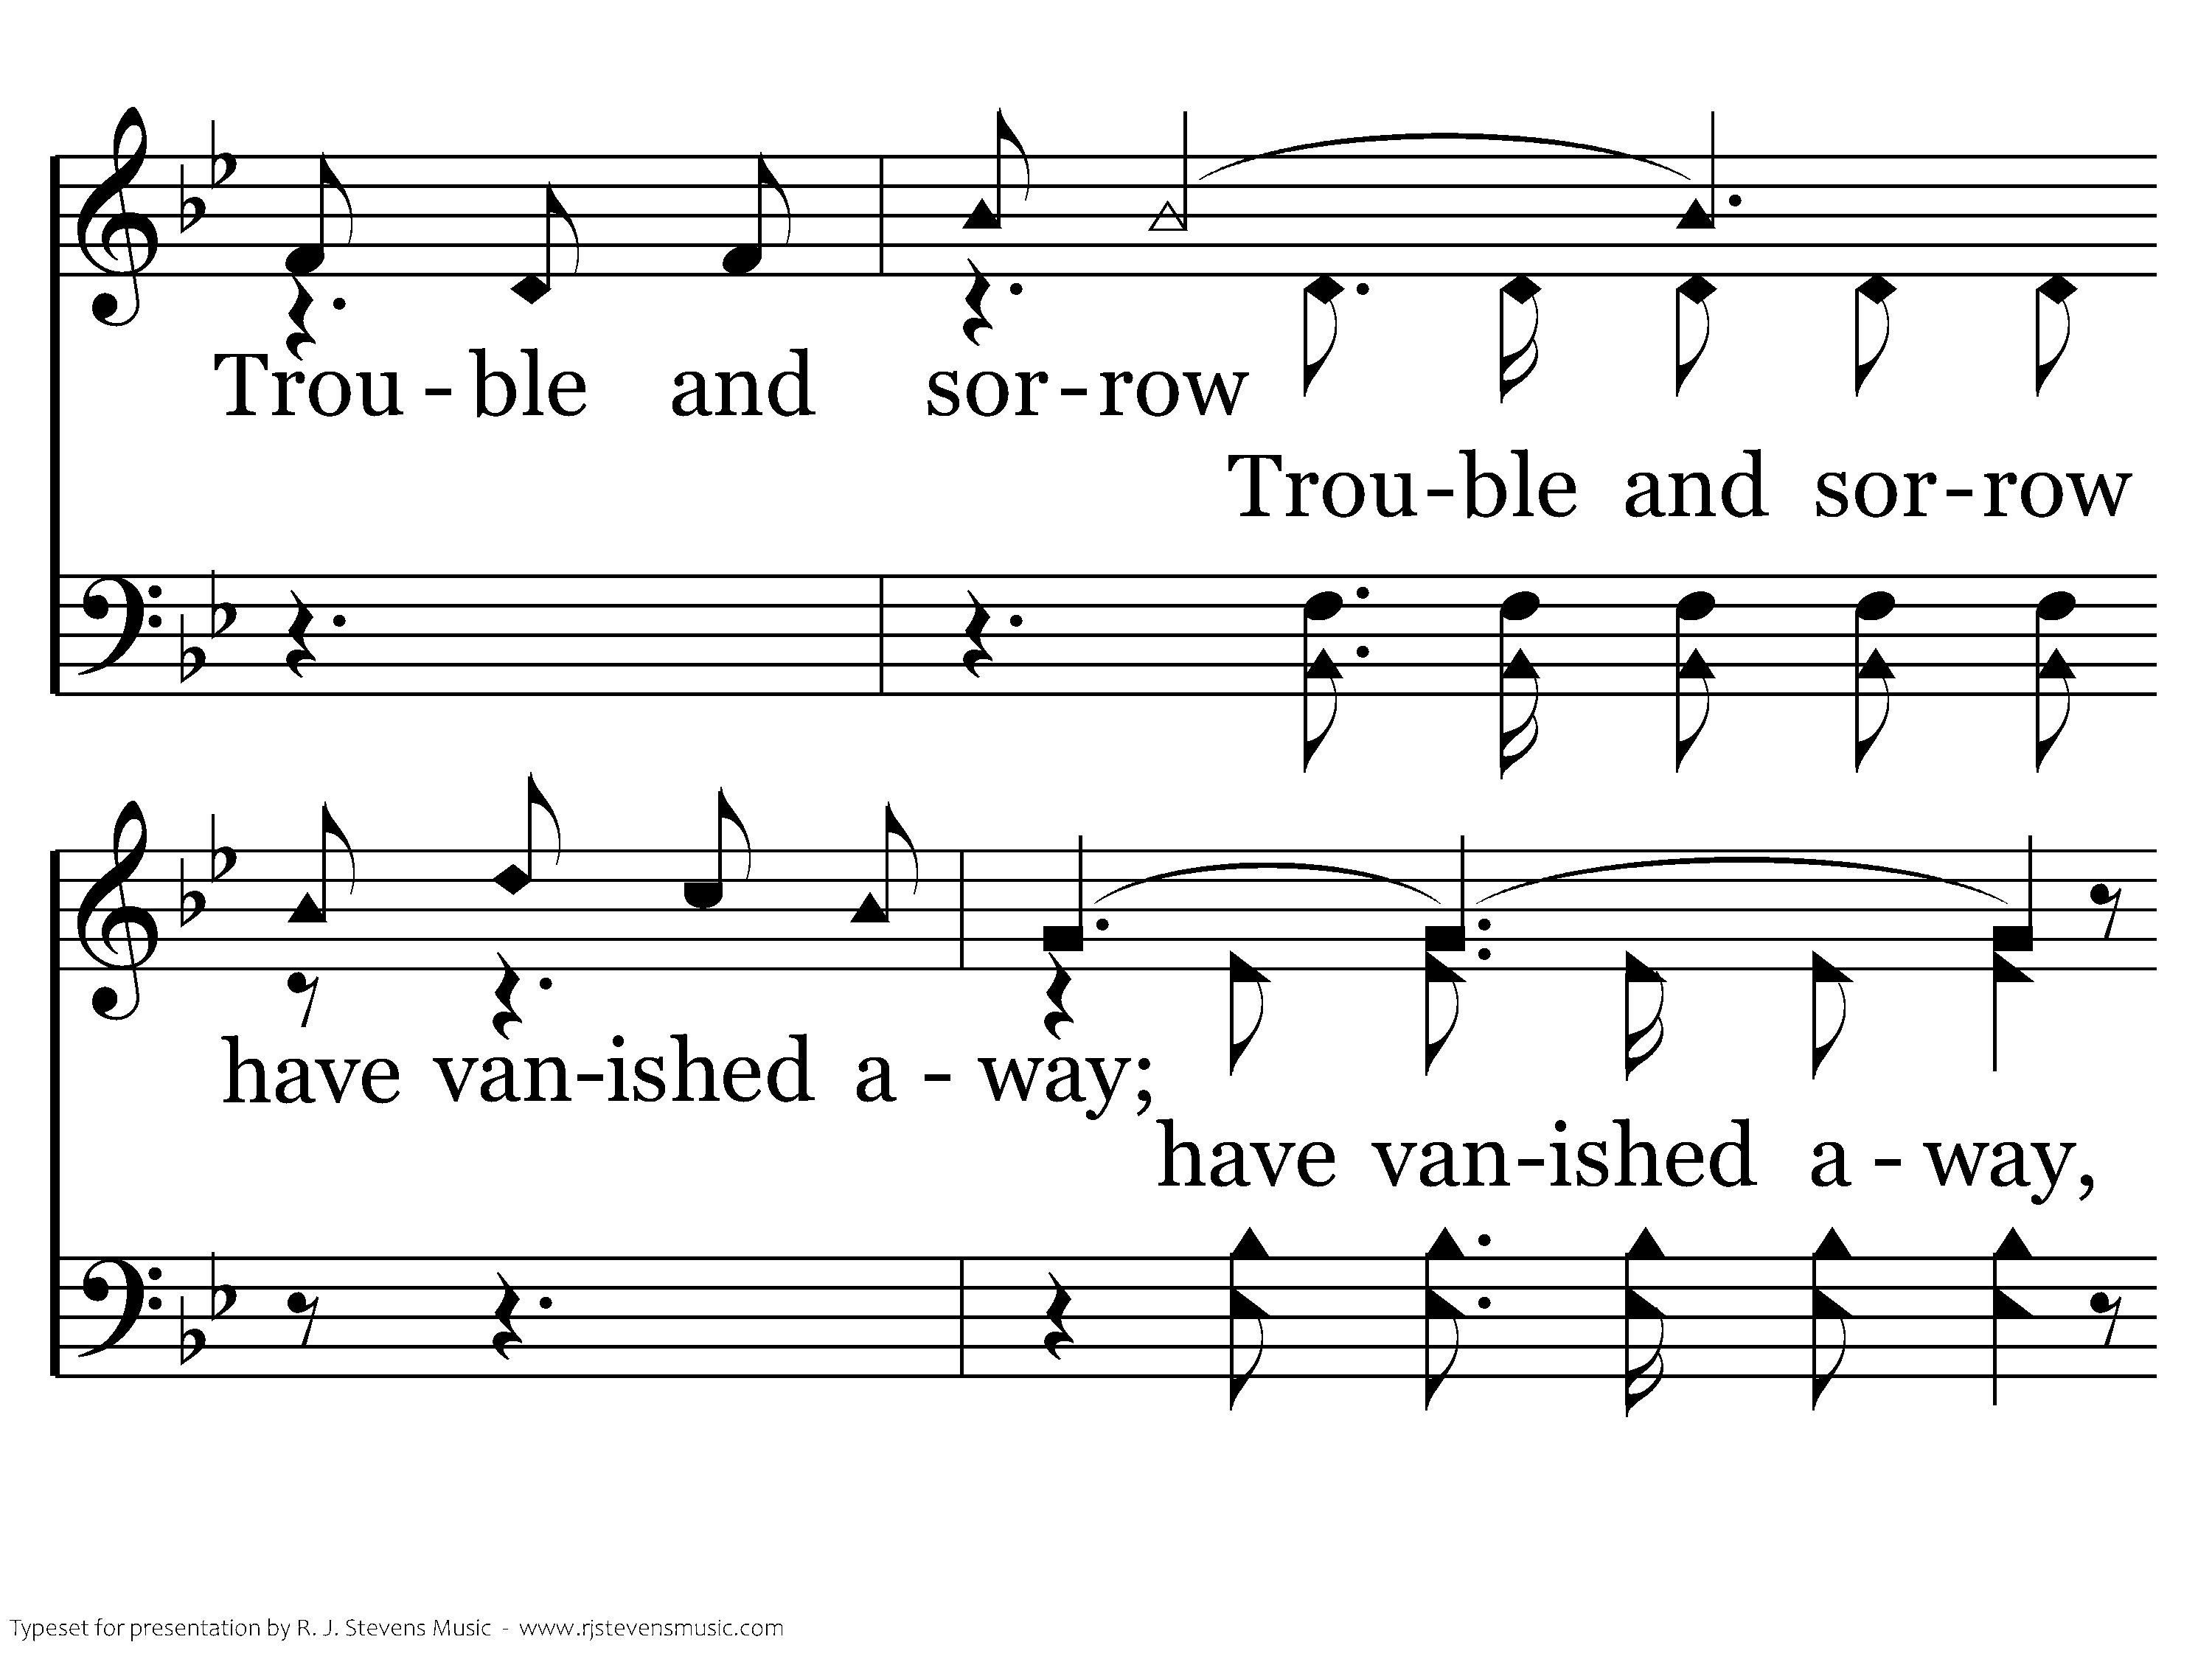 Trou - ble and sor - row
Trou - ble and sor - row
have van - ished a - way;
have van - ished a - way,
Typeset for presentation by R. J. Stevens Music - www.rjstevensmusic.com